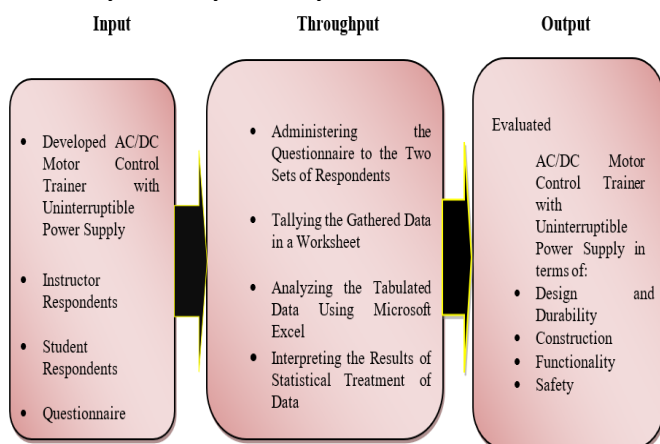 Input
Throughput
Output
• Developed AC/DC
Motor Control
Trainer with
Uninterruptible
Power Supply
• Instructor
Respondents
• Student
Respondents
• Questionnaire
• Administering the
Questionnaire to the Two
Sets of Respondents
• Tallying the Gathered Data
in a Worksheet
• Analyzing the Tabulated
Data Using Microsoft
Excel
• Interpreting the Results of
Statistical Treatment of
Data
Evaluated
AC/DC Motor
Control Trainer
with
Uninterruptible
Power Supply in
terms of:
• Design and
Durability
• Construction
• Functionality
• Safety